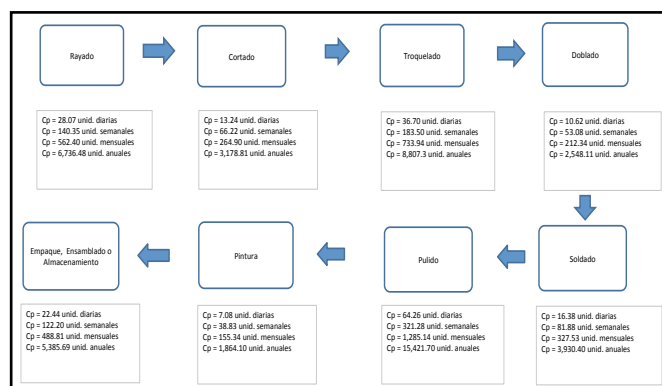 Rayado
Cortado
Troquelado
Doblado
Cp = 28.07 unid. diarias
Cp = 140.35 unid. semanales
Cp = 562.40 unid. mensuales
Cp = 6,736.48 unid. anuales
Cp = 13.24 unid. diarias
Cp = 66.22 unid. semanales
Cp = 264.90 unid. mensuales
Cp = 3,178.81 unid. anuales
Cp = 36.70 unid. diarias
Cp = 183.50 unid. semanales
Cp = 733.94 unid. mensuales
Cp = 8,807.3 unid. anuales
Cp = 10.62 unid. diarias
Cp = 53.08 unid. semanales
Cp = 212.34 unid. mensuales
Cp = 2,548.11 unid. anuales
Empaque, Ensamblado o
Almacenamiento
Pintura
Pulido
Soldado
Cp = 22.44 unid. diarias
Cp = 122.20 unid. semanales
Cp = 488.81 unid. mensuales
Cp = 5,385.69 unid. anuales
Cp = 7.08 unid. diarias
Cp = 38.83 unid. semanales
Cp = 155.34 unid. mensuales
Cp = 1,864.10 unid. anuales
Cp = 64.26 unid. diarias
Cp = 321.28 unid. semanales
Cp = 1,285.14 unid. mensuales
Cp = 15,421.70 unid. anuales
Cp = 16.38 unid. diarias
Cp = 81.88 unid. semanales
Cp = 327.53 unid. mensuales
Cp = 3,930.40 unid. anuales